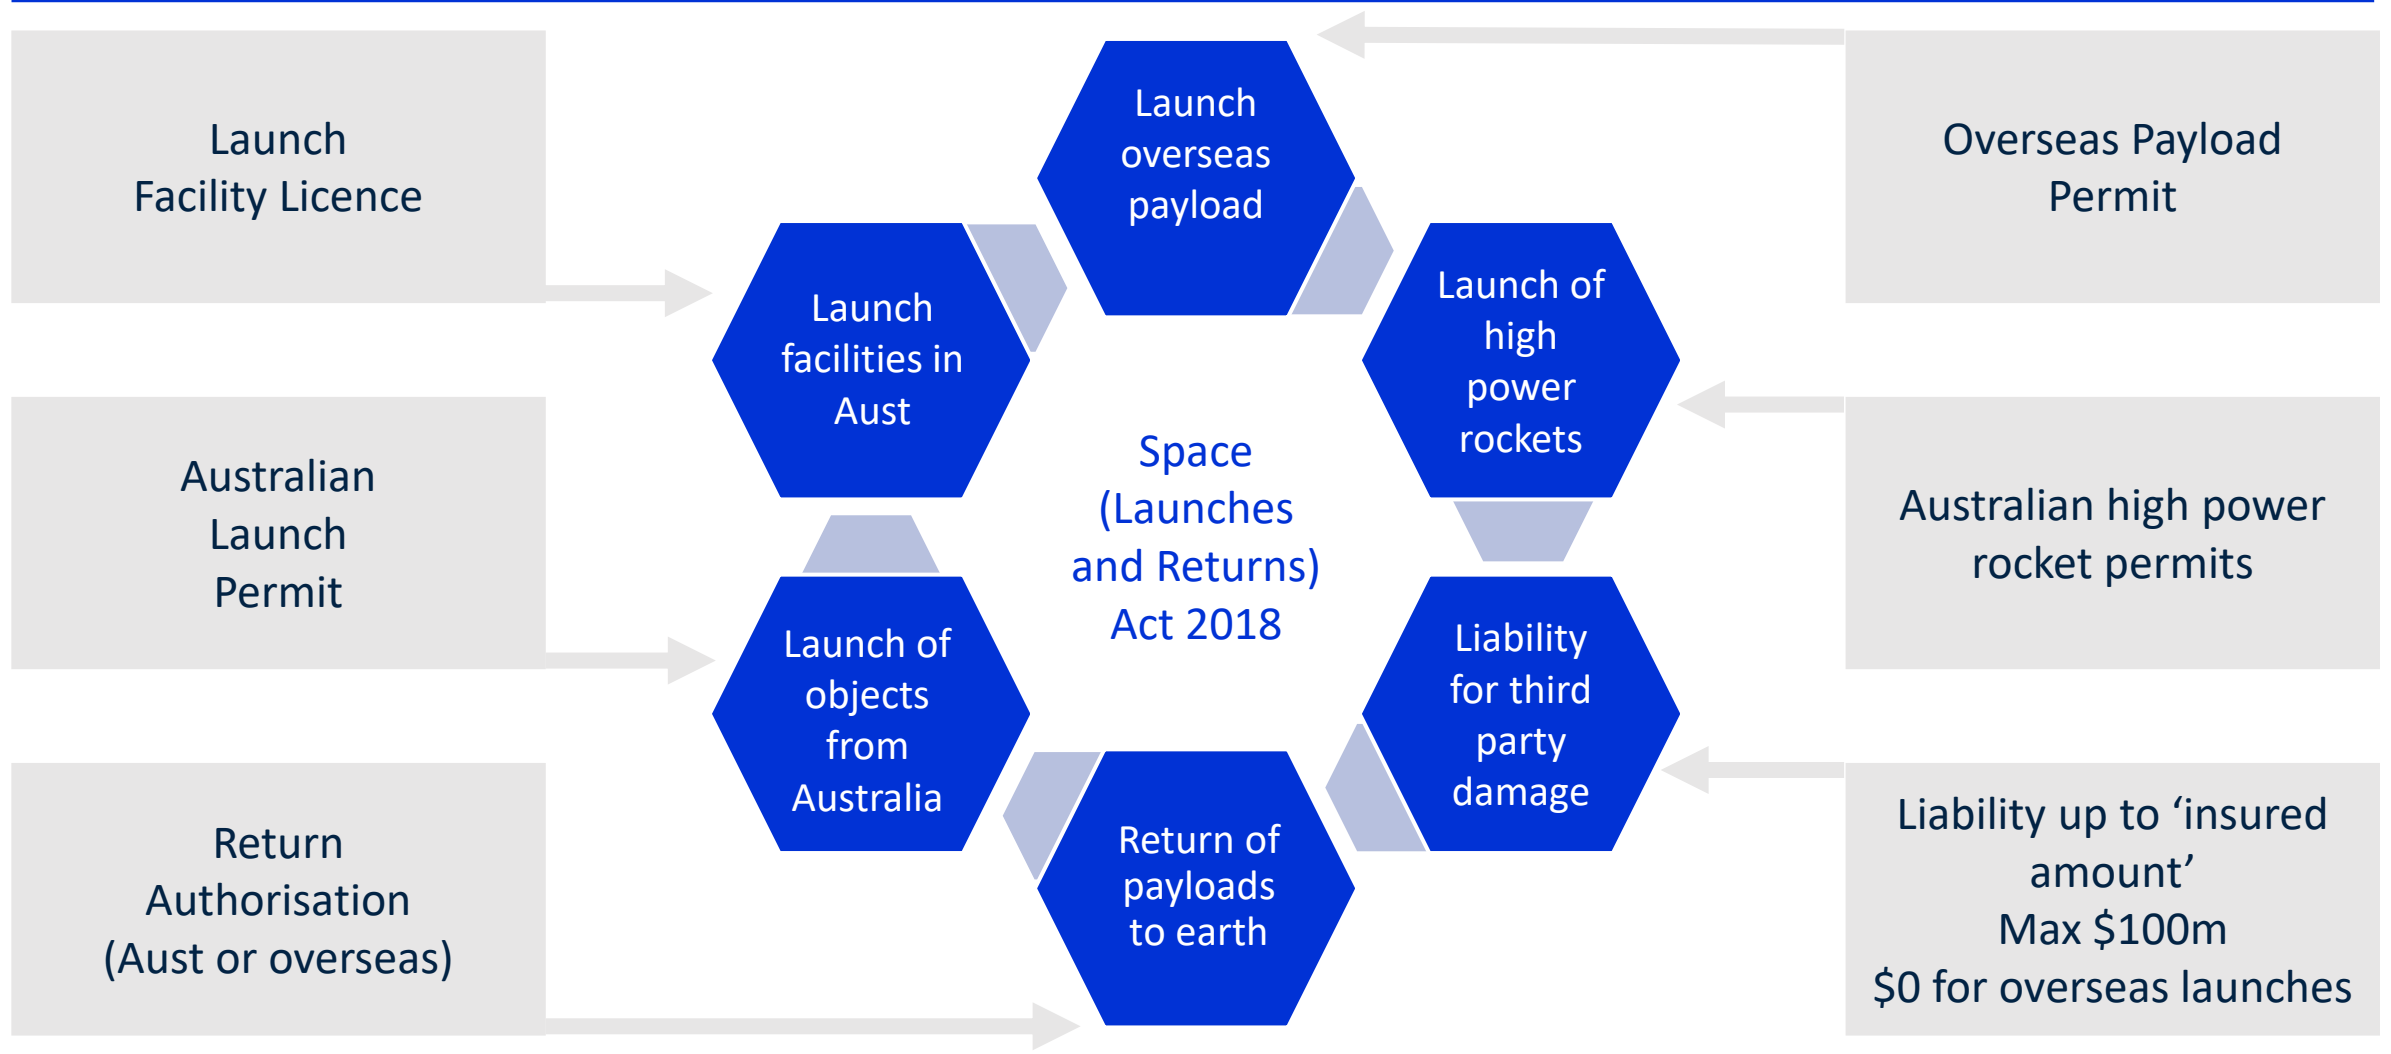 Launch
Facility Licence
Australian
Launch
Permit
Return
Authorisation
(Aust or overseas)
Launch
overseas
payload
Launch
facilities in
Aust
Launch of
high
power
rockets
Space
(Launches
and Returns)
Act 2018
Launch of
objects
from
Australia
Liability
for third
party
damage
Return of
payloads
to earth
Overseas Payload
Permit
Australian high power
rocket permits
Liability up to ‘insured
amount’
Max $100m
$0 for overseas launches